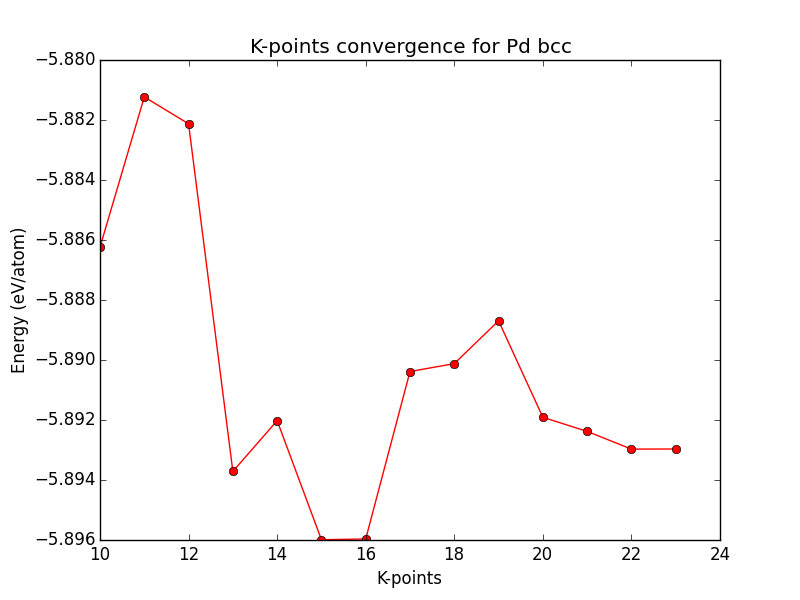 K-points convergence for Pd bcc
−5.880
−5.882
−5.884
−5.886
−5.888
−5.890
−5.892
−5.894
−5.896
Energy (eV/atom)
10 12 14 16 18 20 22 24
K-points